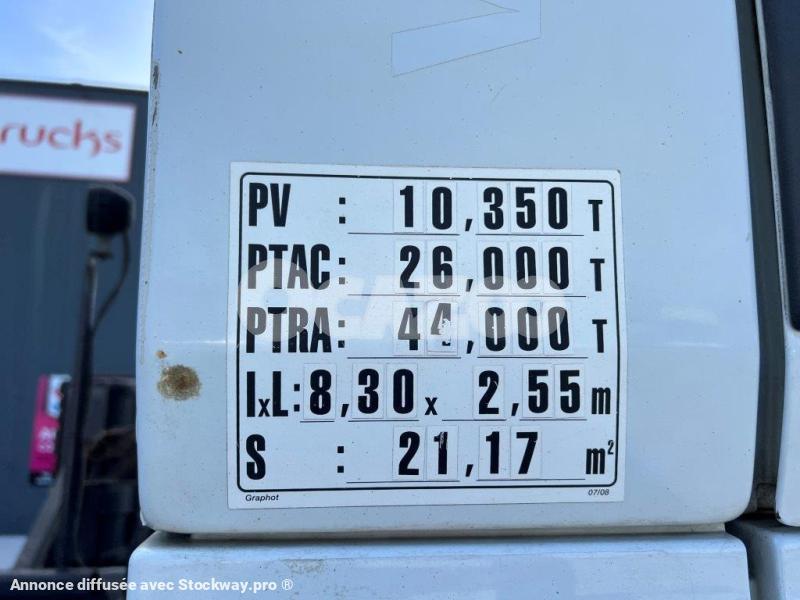 rucks
PV : 10,350 T
PTAC : 26,000 T
PTRA : 44,000 T
IxL : 8,30 x 2,55 m
S : 21,17 m²
Graphot 07/08
Annonce diffusée avec Stockway.pro ®